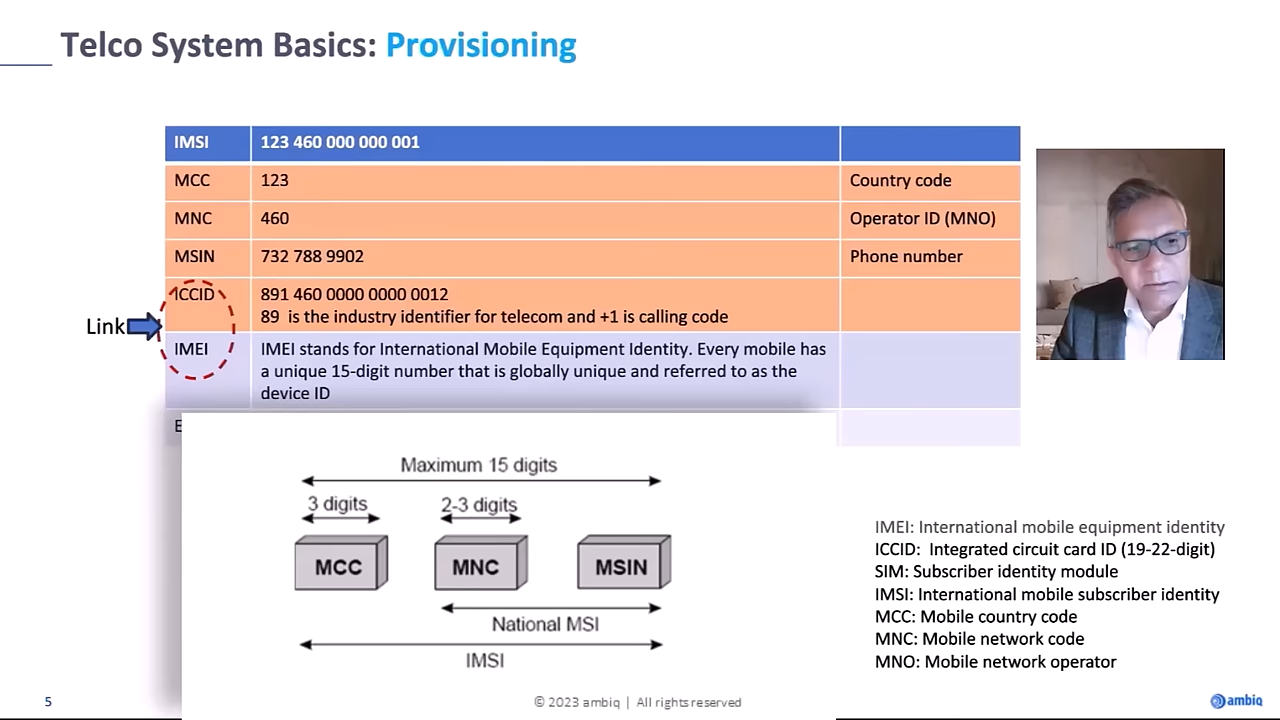 Telco System Basics: Provisioning
IMSI 123 460 000 000 001
MCC 123 Country code
MNC 460 Operator ID (MNO)
MSIN 732 788 9902 Phone number
ICCID 891 460 0000 0000 0012
89 is the industry identifier for telecom and +1 is calling code
Link
IMEI IMEI stands for International Mobile Equipment Identity. Every mobile has
a unique 15-digit number that is globally unique and referred to as the
device ID
Maximum 15 digits
3 digits 2-3 digits
MCC MNC MSIN
National MSI
IMSI
IMEI: International mobile equipment identity
ICCID: Integrated circuit card ID (19-22-digit)
SIM: Subscriber identity module
IMSI: International mobile subscriber identity
MCC: Mobile country code
MNC: Mobile network code
MNO: Mobile network operator
5 © 2023 ambiq | All rights reserved ambiq